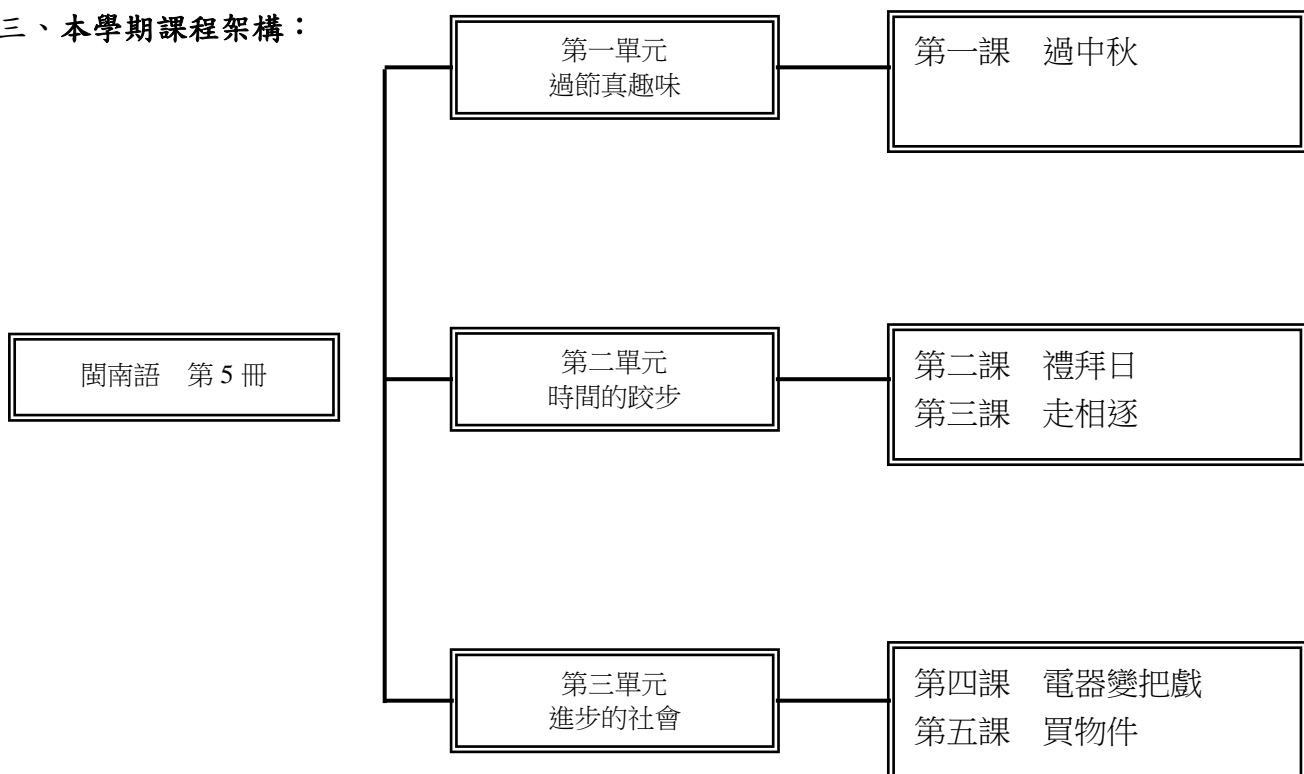 三、本學期課程架構：
第一單元
過節真趣味
第一課　過中秋
閩南語　第 5 冊
第二單元
時間的跤步
第二課　禮拜日
第三課　走相逐
第三單元
進步的社會
第四課　電器變把戲
第五課　買物件